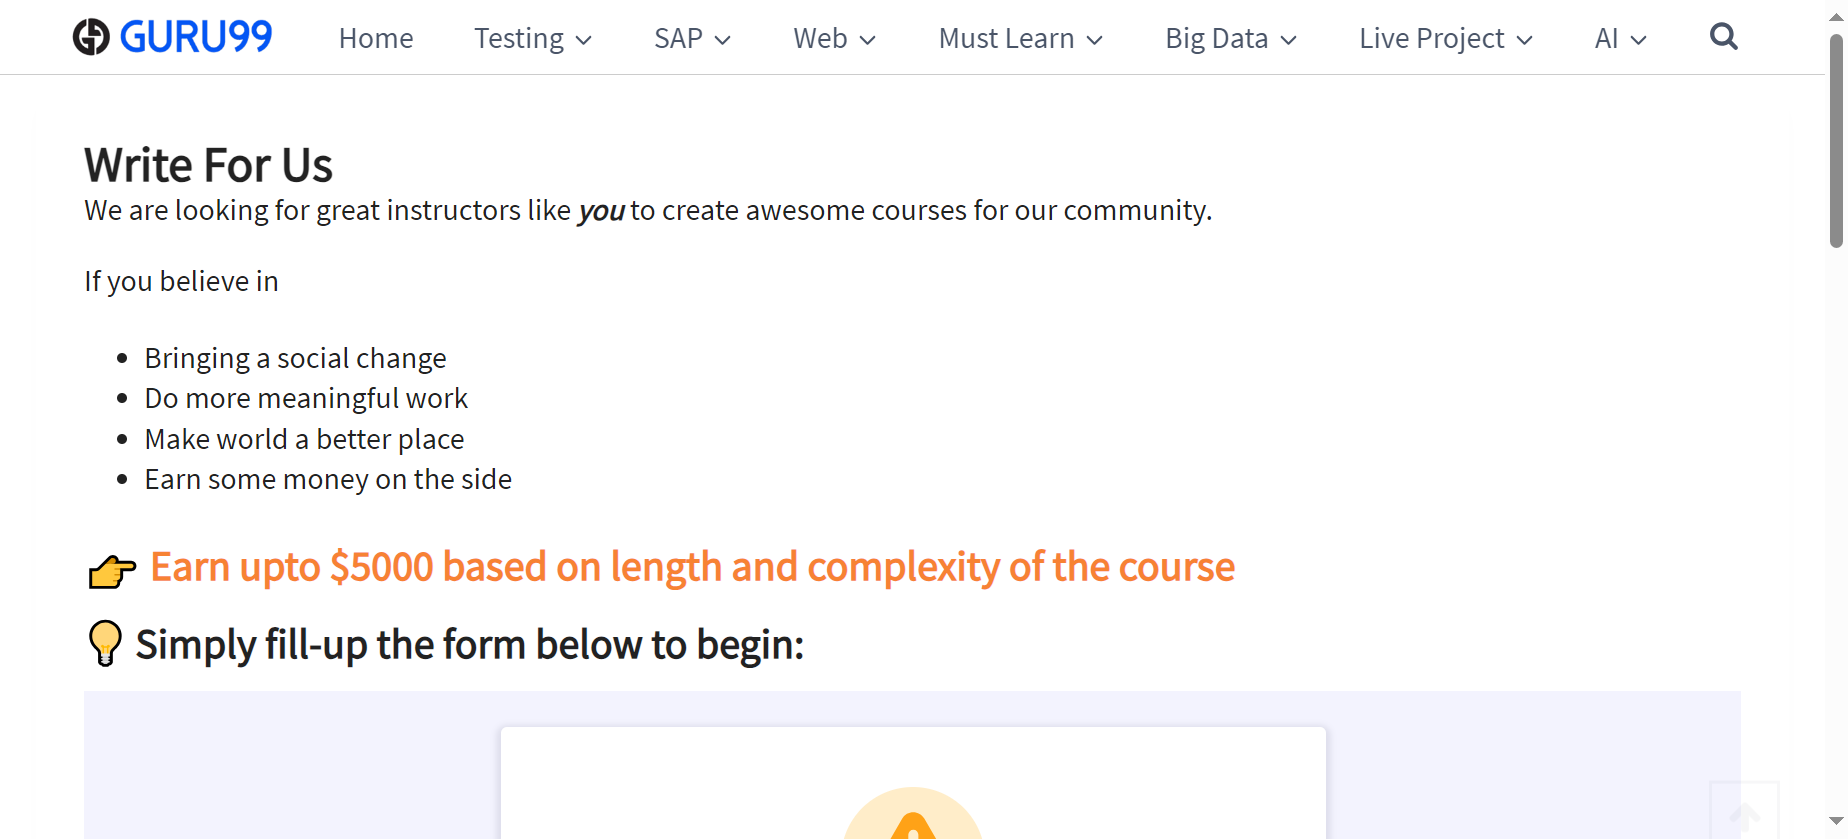 GURU99 Home Testing SAP Web Must Learn Big Data Live Project AI
Write For Us
We are looking for great instructors like you to create awesome courses for our community.
If you believe in
Bringing a social change
Do more meaningful work
Make world a better place
Earn some money on the side
Earn upto $5000 based on length and complexity of the course
Simply fill-up the form below to begin: